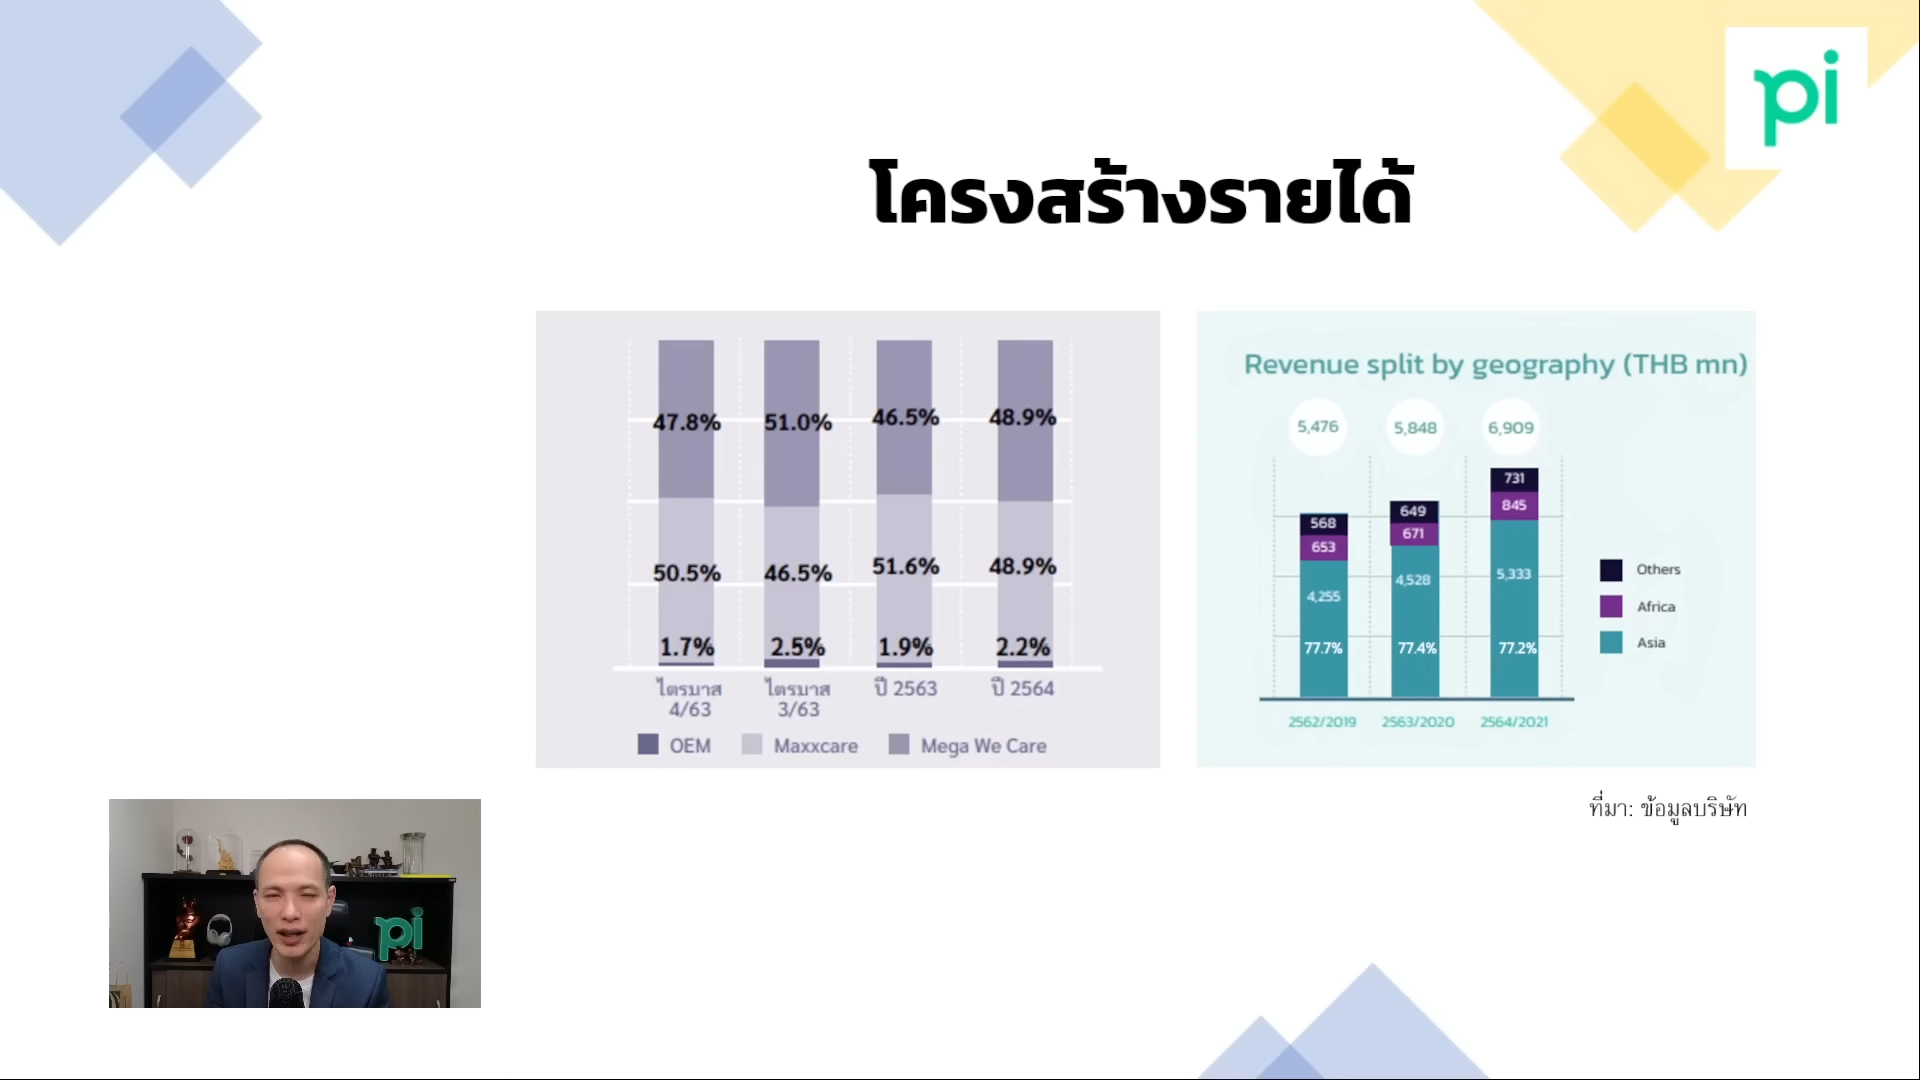 pi
โครงสร้างรายได้
47.8% 51.0% 46.5% 48.9%
50.5% 46.5% 51.6% 48.9%
1.7% 2.5% 1.9% 2.2%
ไตรมาส ไตรมาส ปี 2563 ปี 2564
4/63 3/63
OEM Maxxcare Mega We Care
Revenue split by geography (THB mn)
5,476 5,848 6,909
568 649 731
653 671 845
4,255 4,528 5,333
77.7% 77.4% 77.2%
2562/2019 2563/2020 2564/2021
Others
Africa
Asia
ที่มา: ข้อมูลบริษัท
pi